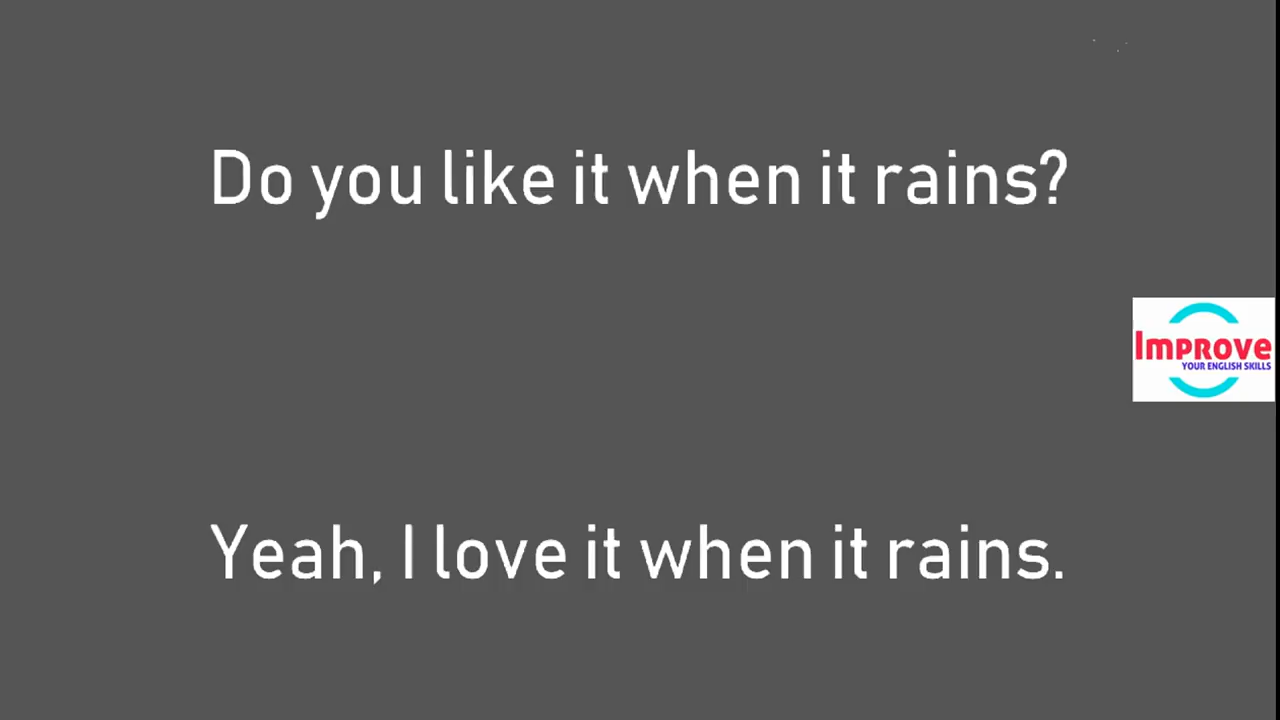 Do you like it when it rains?
Improve
YOUR ENGLISH SKILLS
Yeah, I love it when it rains.